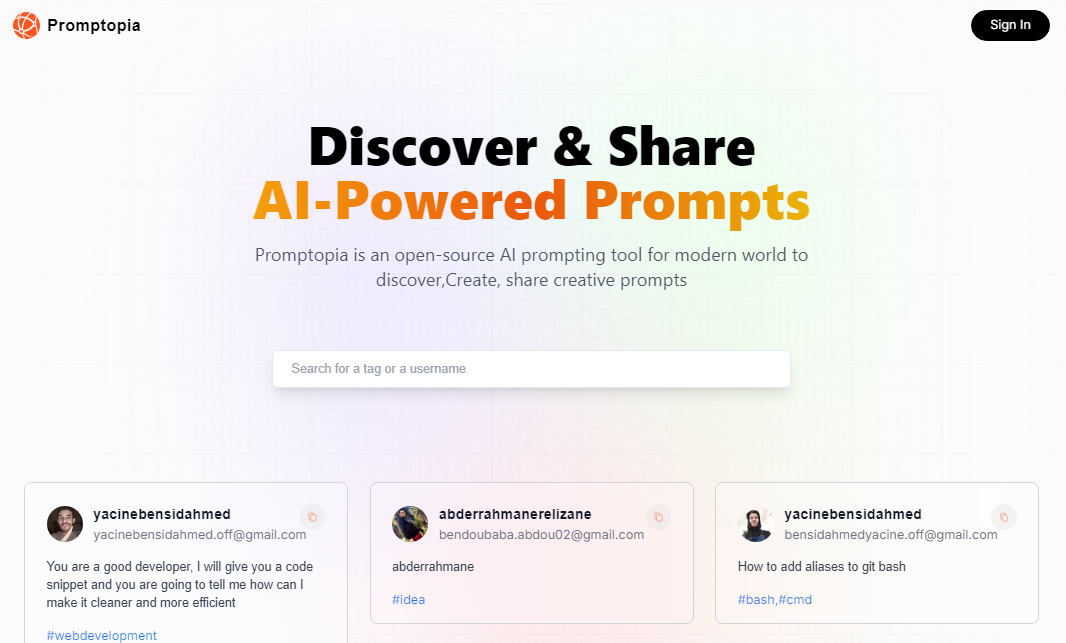 Promptopia
Sign In
Discover & Share
AI-Powered Prompts
Promptopia is an open-source AI prompting tool for modern world to
discover,Create, share creative prompts
Search for a tag or a username
yacinebensidahmed
yacinebensidahmed.off@gmail.com
You are a good developer, I will give you a code
snippet and you are going to tell me how can I
make it cleaner and more efficient
#webdevelopment
abderrahmanerelizane
bendoubaba.abdou02@gmail.com
abderrahmane
#idea
yacinebensidahmed
bensidahmedyacine.off@gmail.com
How to add aliases to git bash
#bash,#cmd